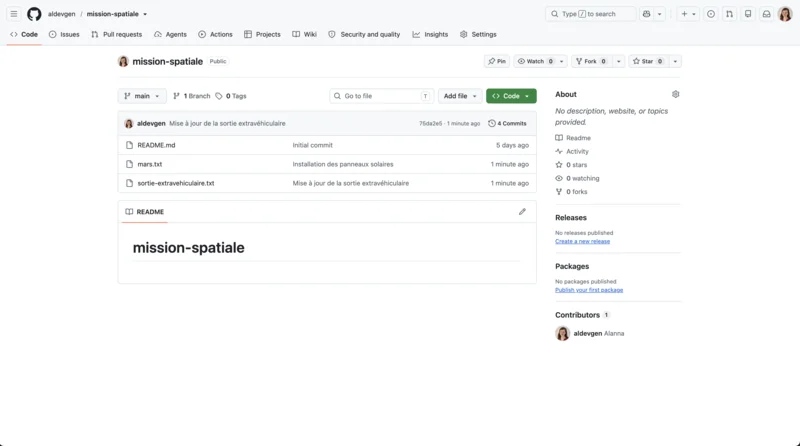 aldevgen / mission-spatiale
Type / to search
Code Issues Pull requests Agents Actions Projects Wiki Security and quality Insights Settings
mission-spatiale Public
Pin Watch 0 Fork 0 Star 0
main 1 Branch 0 Tags Go to file T Add file Code
aldevgen Mise à jour de la sortie extravéhiculaire 75da2e5 · 1 minute ago 4 Commits
README.md Initial commit 5 days ago
mars.txt Installation des panneaux solaires 1 minute ago
sortie-extravehiculaire.txt Mise à jour de la sortie extravéhiculaire 1 minute ago
README
mission-spatiale
About
No description, website, or topics
provided.
Readme
Activity
0 stars
0 watching
0 forks
Releases
No releases published
Create a new release
Packages
No packages published
Publish your first package
Contributors 1
aldevgen Alanna